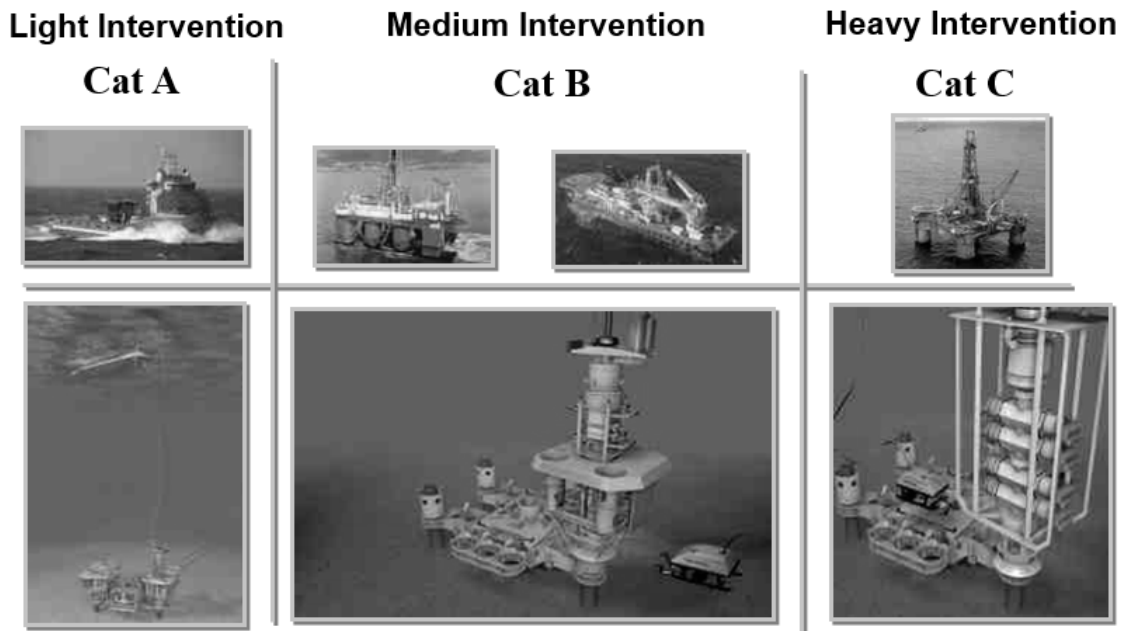 Light Intervention
Medium Intervention
Heavy Intervention
Cat A
Cat B
Cat C